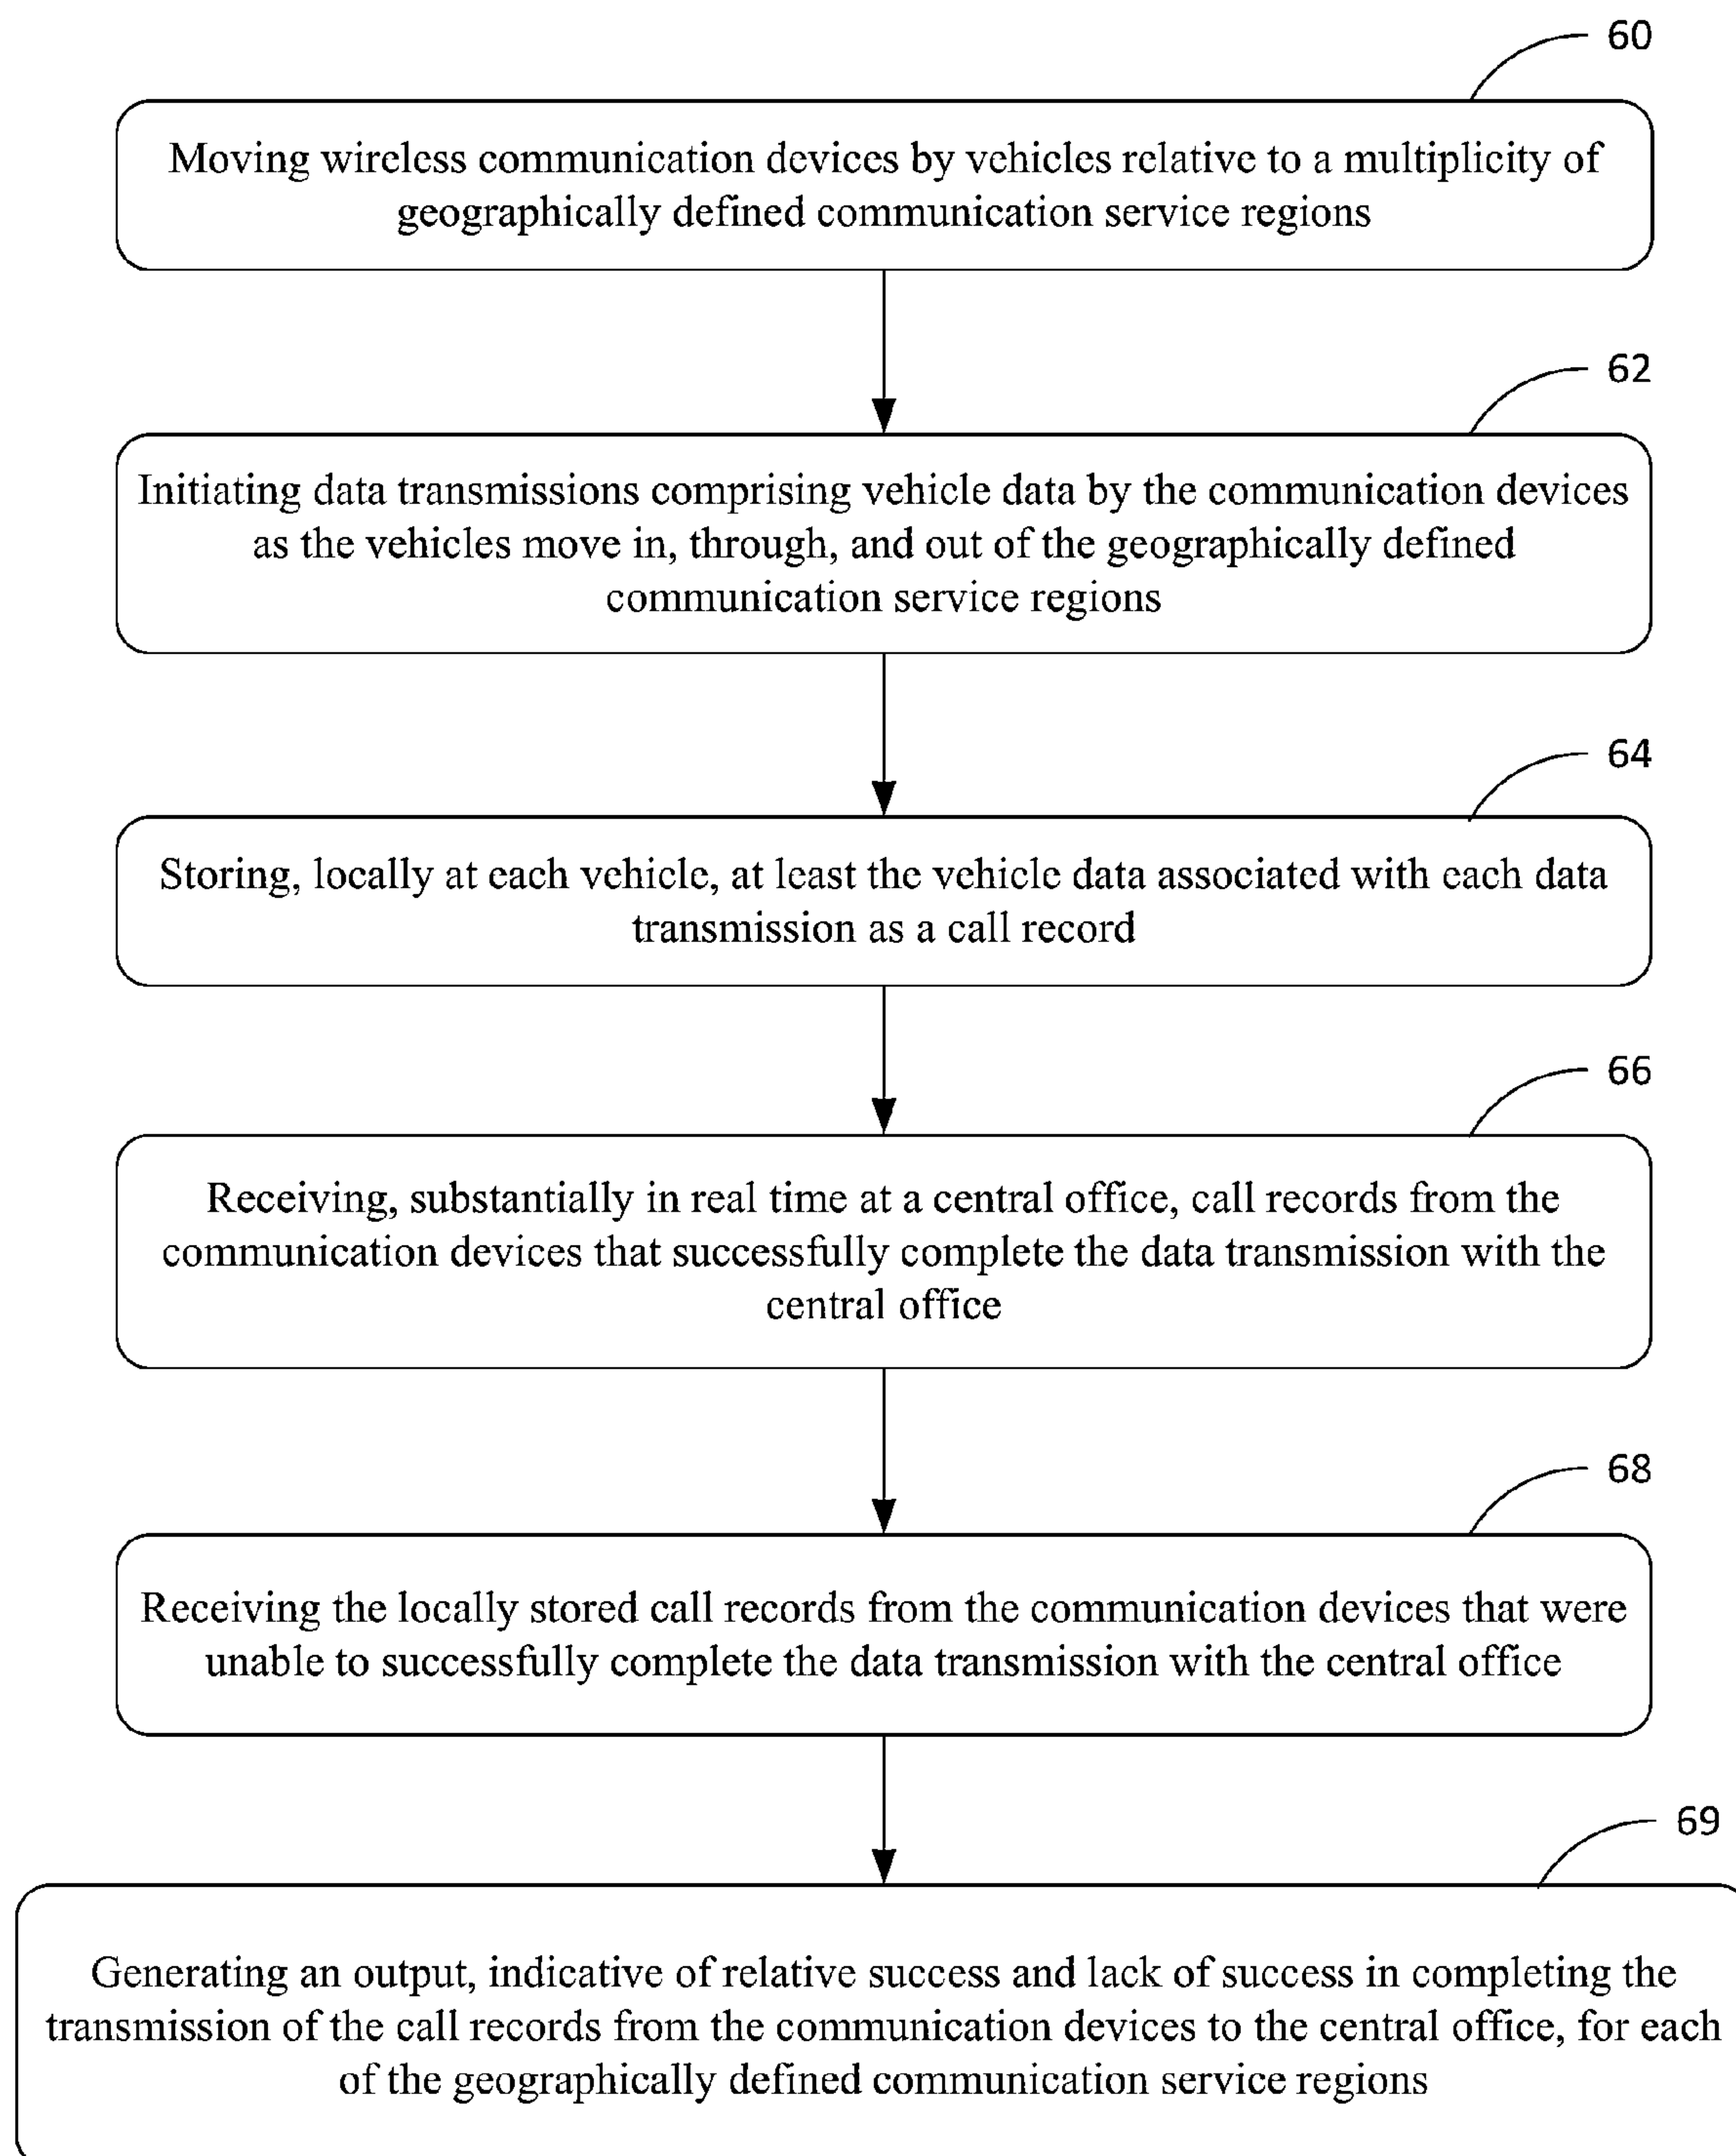 60
Moving wireless communication devices by vehicles relative to a multiplicity of
geographically defined communication service regions
62
Initiating data transmissions comprising vehicle data by the communication devices
as the vehicles move in, through, and out of the geographically defined
communication service regions
64
Storing, locally at each vehicle, at least the vehicle data associated with each data
transmission as a call record
66
Receiving, substantially in real time at a central office, call records from the
communication devices that successfully complete the data transmission with the
central office
68
Receiving the locally stored call records from the communication devices that were
unable to successfully complete the data transmission with the central office
69
Generating an output, indicative of relative success and lack of success in completing the
transmission of the call records from the communication devices to the central office, for each
of the geographically defined communication service regions